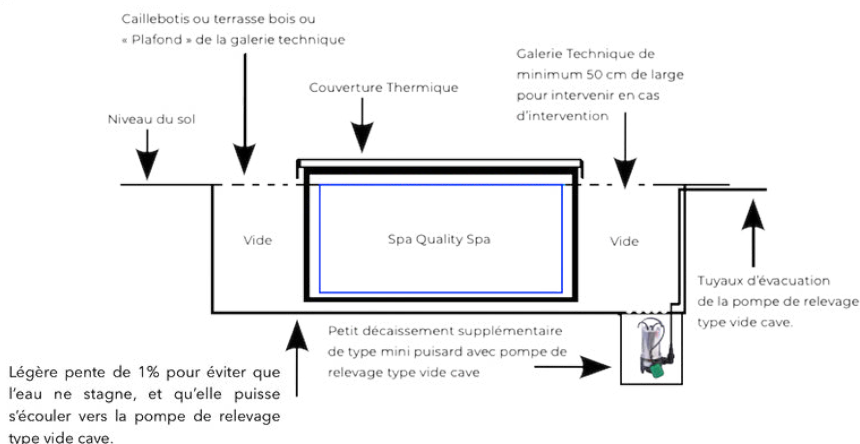 Caillebotis ou terrasse bois ou
« Plafond » de la galerie technique
Galerie Technique de
minimum 50 cm de large
pour intervenir en cas
d’intervention
Couverture Thermique
Niveau du sol
Vide
Spa Quality Spa
Vide
Tuyaux d’évacuation
de la pompe de relevage
type vide cave.
Petit décaissement supplémentaire
de type mini puisard avec pompe de
relevage type vide cave
Légère pente de 1% pour éviter que
l’eau ne stagne, et qu’elle puisse
s’écouler vers la pompe de relevage
type vide cave.